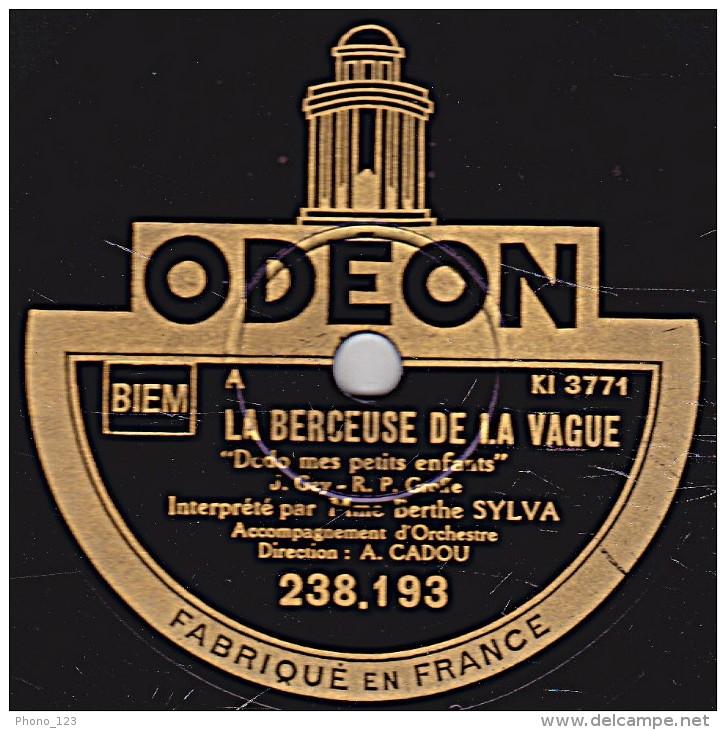 ODEON
BIEM
A
KI 3771
LA BERCEUSE DE LA VAGUE
"Dodo mes petits enfants"
J. - R. P.
Interprété par Mme Berthe SYLVA
Accompagnement d'Orchestre
Direction : A. CADOU
238.193
FABRIQUÉ EN FRANCE
Phono_123
www.delcampe.net